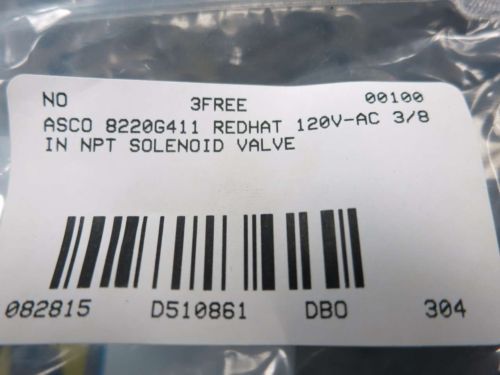 NO 3FREE 00100
ASCO 8220G411 REDHAT 120V-AC 3/8
IN NPT SOLENOID VALVE
082815 D510861 DBO 304